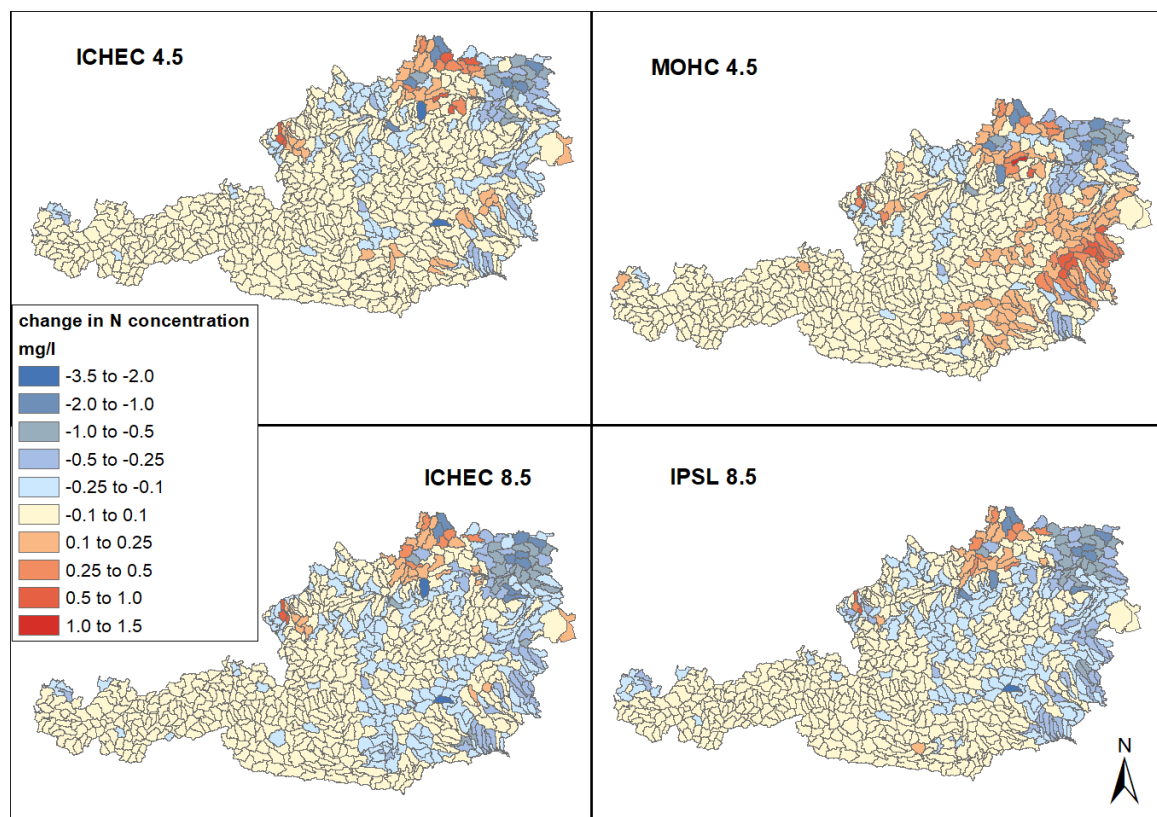 ICHEC 4.5
MOHC 4.5
change in N concentration
mg/l
-3.5 to -2.0
-2.0 to -1.0
-1.0 to -0.5
-0.5 to -0.25
-0.25 to -0.1
-0.1 to 0.1
0.1 to 0.25
0.25 to 0.5
0.5 to 1.0
1.0 to 1.5
ICHEC 8.5
IPSL 8.5
N